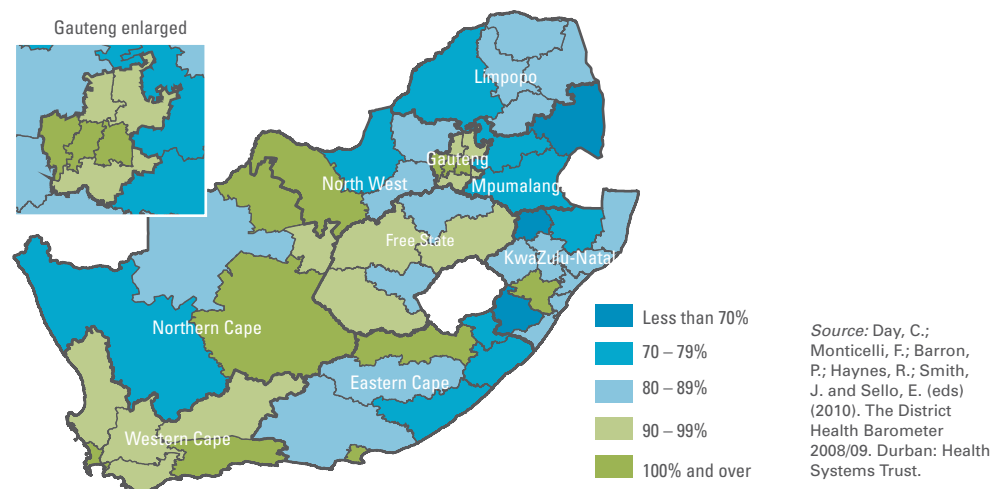 Gauteng enlarged
Limpopo
Gauteng
North West
Mpumalang
Free State
KwaZulu-Natal
Northern Cape
Eastern Cape
Western Cape
Less than 70%
70 – 79%
80 – 89%
90 – 99%
100% and over
Source: Day, C.;
Monticelli, F.; Barron,
P.; Haynes, R.; Smith,
J. and Sello, E. (eds)
(2010). The District
Health Barometer
2008/09. Durban: Health
Systems Trust.